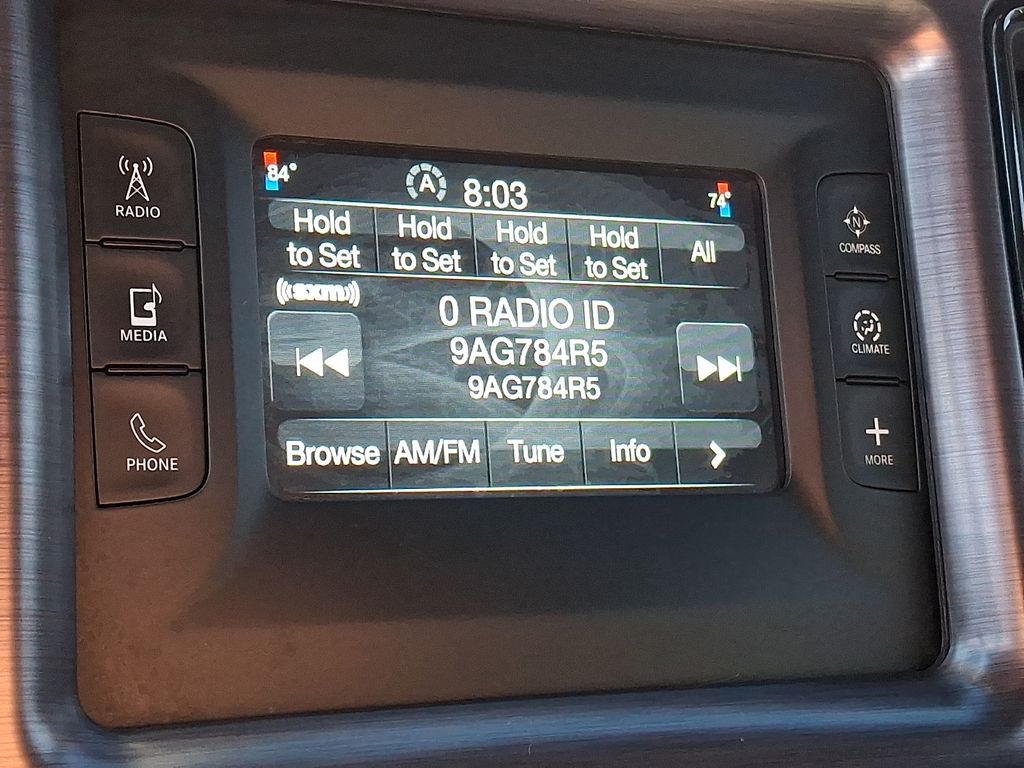 RADIO
MEDIA
PHONE
84°
A
8:03
74°
Hold
to Set
Hold
to Set
Hold
to Set
Hold
to Set
All
((sxm))
0 RADIO ID
9AG784R5
9AG784R5
Browse
AM/FM
Tune
Info
N
COMPASS
CLIMATE
+
MORE